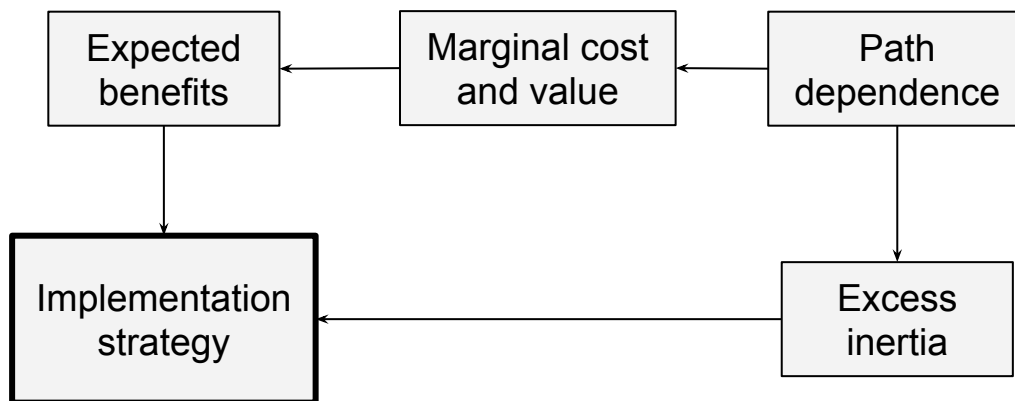 Expected
benefits
Marginal cost
and value
Path
dependence
Implementation
strategy
Excess
inertia